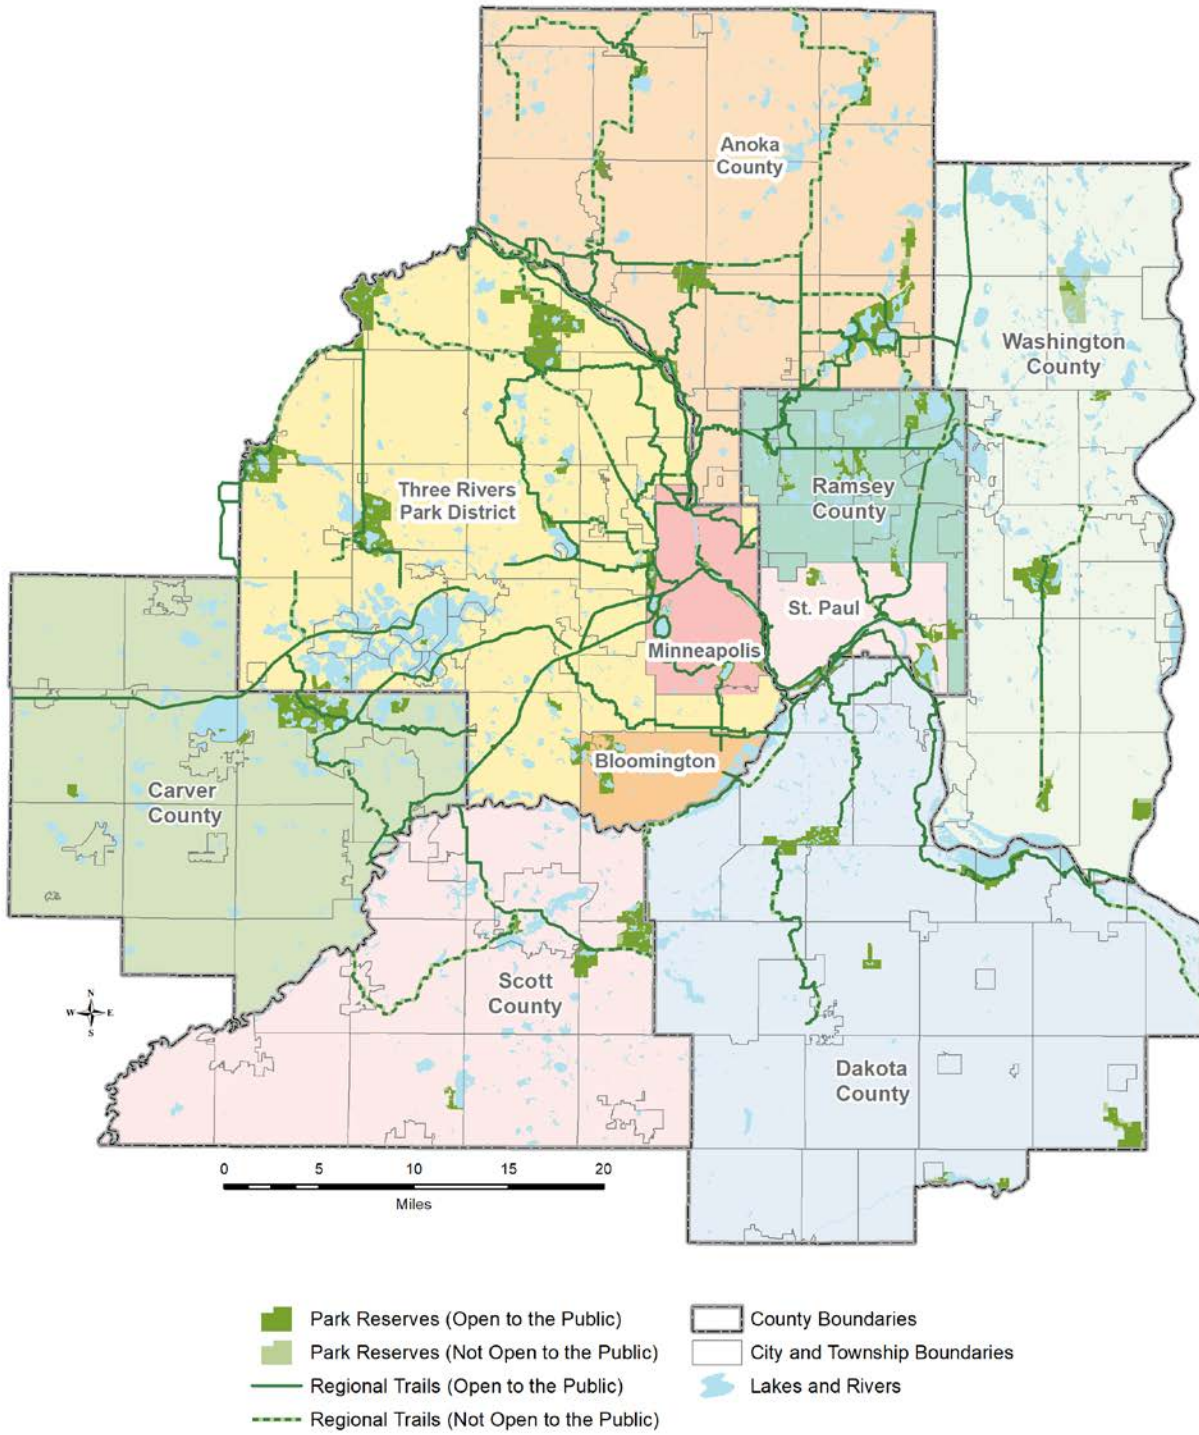 Anoka
County
Washington
County
Three Rivers
Park District
Ramsey
County
St. Paul
Minneapolis
Bloomington
Carver
County
Scott
County
N
W E
S
Dakota
County
0 5 10 15 20
Miles
Park Reserves (Open to the Public)
Park Reserves (Not Open to the Public)
Regional Trails (Open to the Public)
Regional Trails (Not Open to the Public)
County Boundaries
City and Township Boundaries
Lakes and Rivers